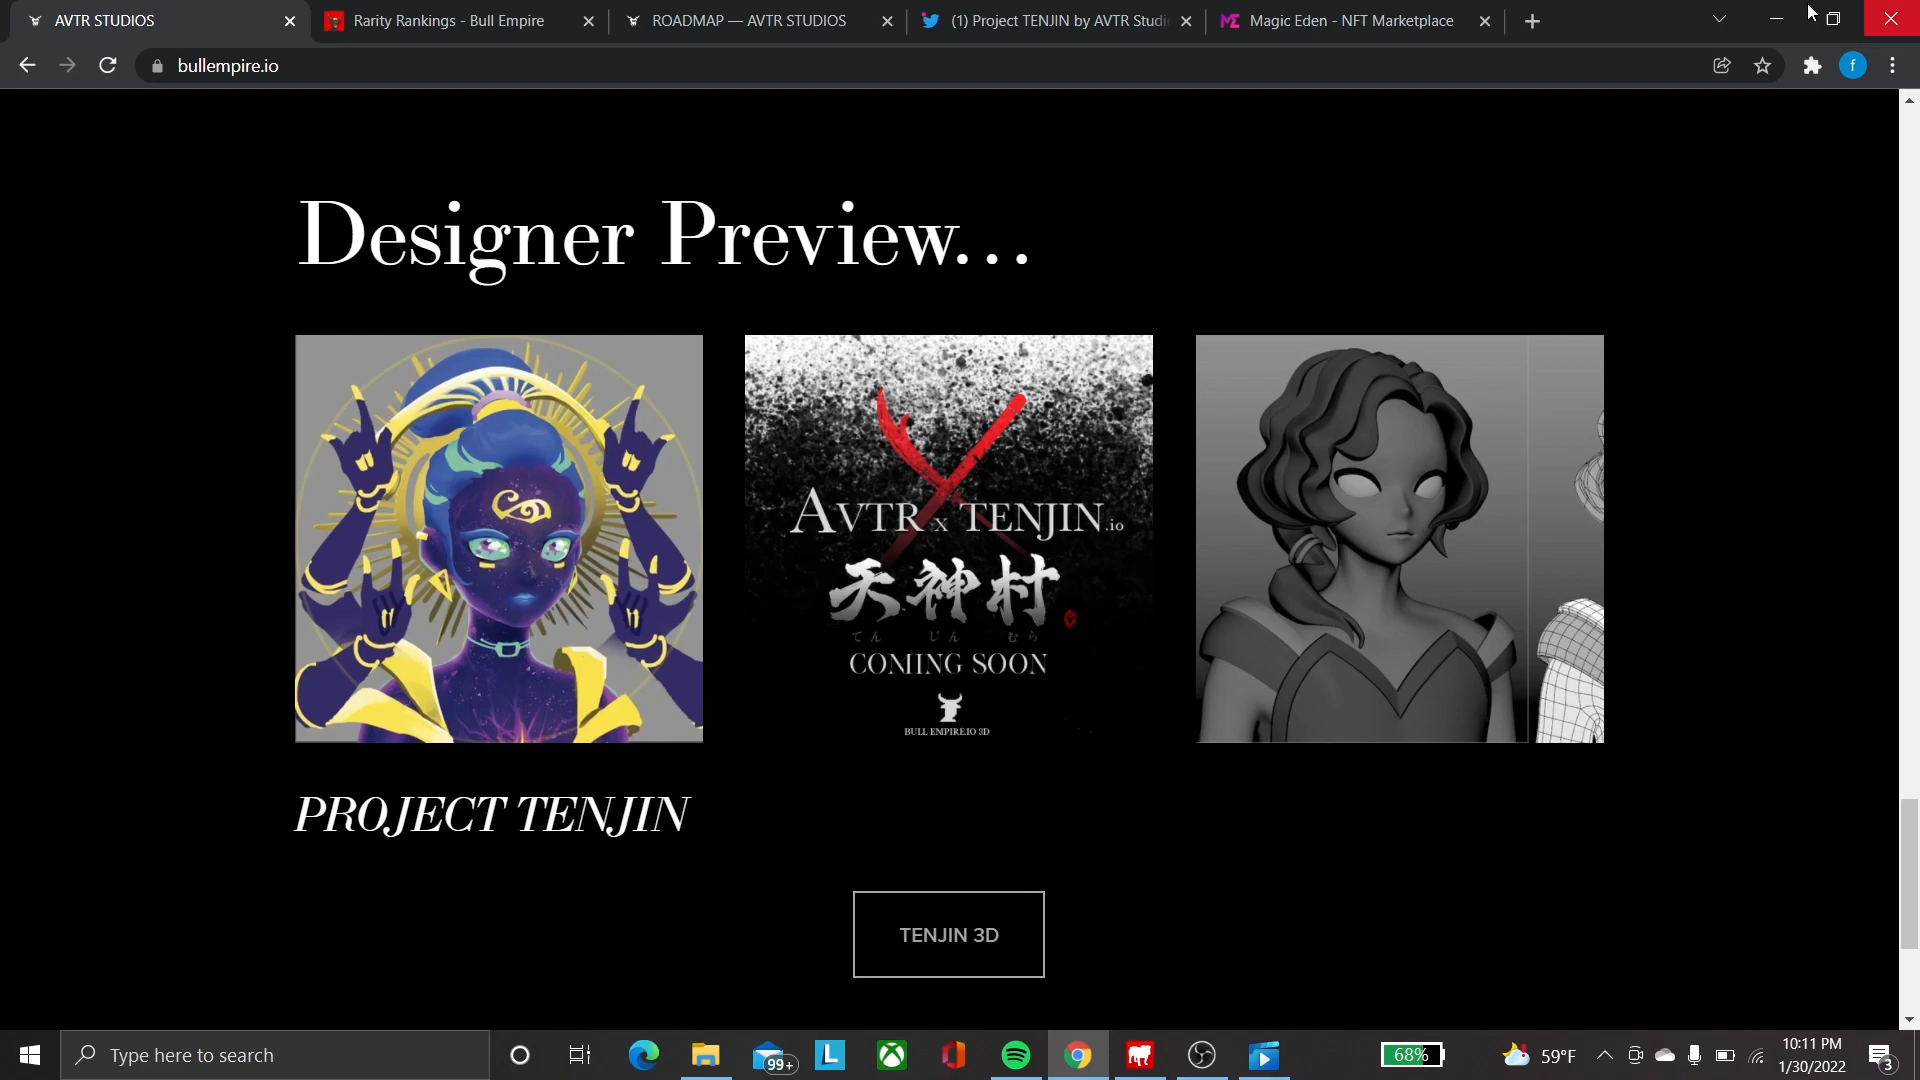 AVTR STUDIOS
Rarity Rankings - Bull Empire
ROADMAP — AVTR STUDIOS
(1) Project TENJIN by AVTR Studi
Magic Eden - NFT Marketplace
bullempire.io
f
Designer Preview...
AVTR X TENJIN.io
天神村
てん じん むら
COMING SOON
BULL EMPIRE.IO 3D
PROJECT TENJIN
TENJIN 3D
Type here to search
99+
L
68%
59°F
10:11 PM
1/30/2022
3